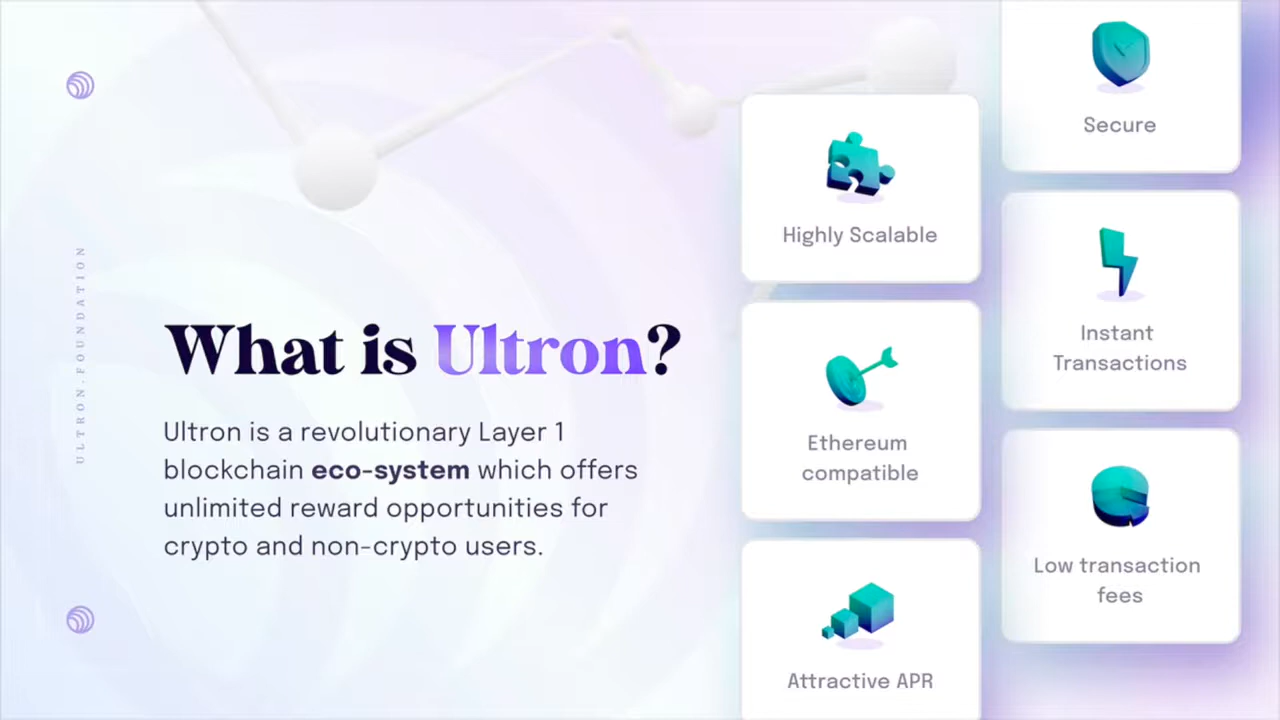 ULTRON.FOUNDATION
What is Ultron?
Ultron is a revolutionary Layer 1
blockchain eco-system which offers
unlimited reward opportunities for
crypto and non-crypto users.
Highly Scalable
Ethereum
compatible
Attractive APR
Secure
Instant
Transactions
Low transaction
fees